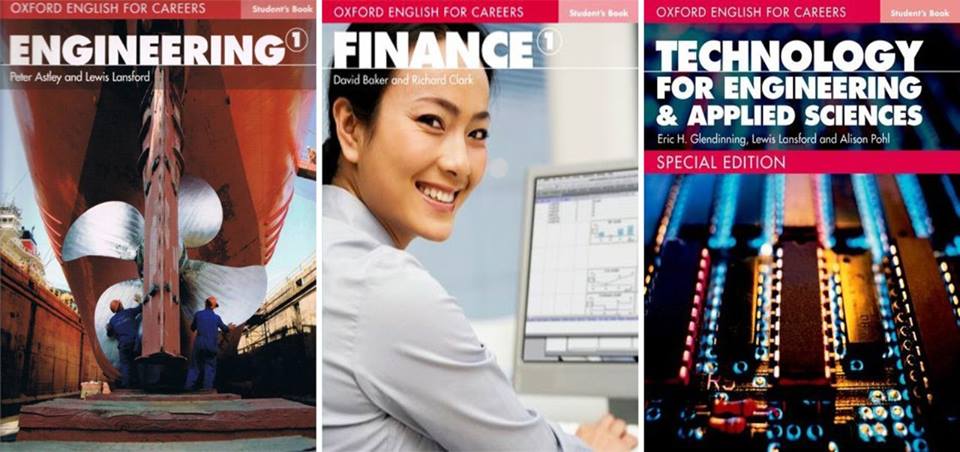 OXFORD ENGLISH FOR CAREERS
Student's Book
ENGINEERING 1
Peter Astley and Lewis Lansford
OXFORD ENGLISH FOR CAREERS
Student's Book
FINANCE 1
David Baker and Richard Clark
OXFORD ENGLISH FOR CAREERS
Student's Book
TECHNOLOGY
FOR ENGINEERING
& APPLIED SCIENCES
Eric H. Glendinning, Lewis Lansford and Alison Pohl
SPECIAL EDITION